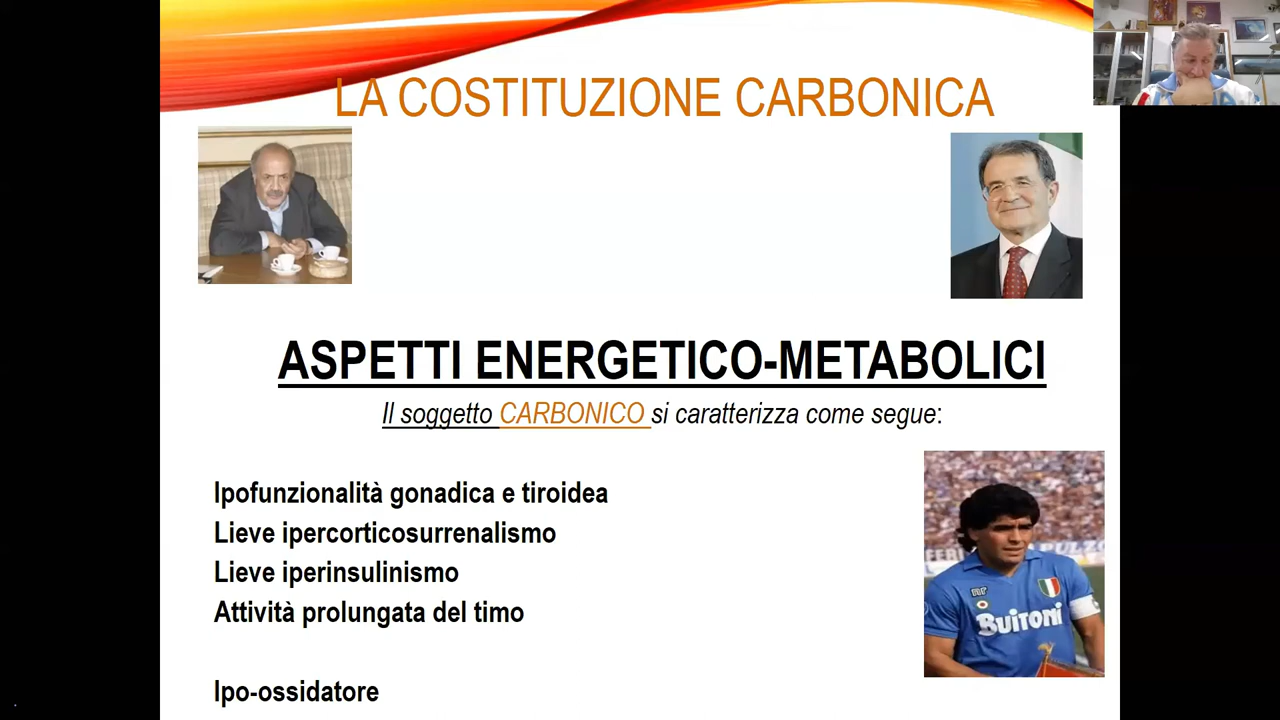 LA COSTITUZIONE CARBONICA
ASPETTI ENERGETICO-METABOLICI
Il soggetto CARBONICO si caratterizza come segue:
Ipofunzionalità gonadica e tiroidea
Lieve ipercorticosurrenalismo
Lieve iperinsulinismo
Attività prolungata del timo
BUITONI
Ipo-ossidatore